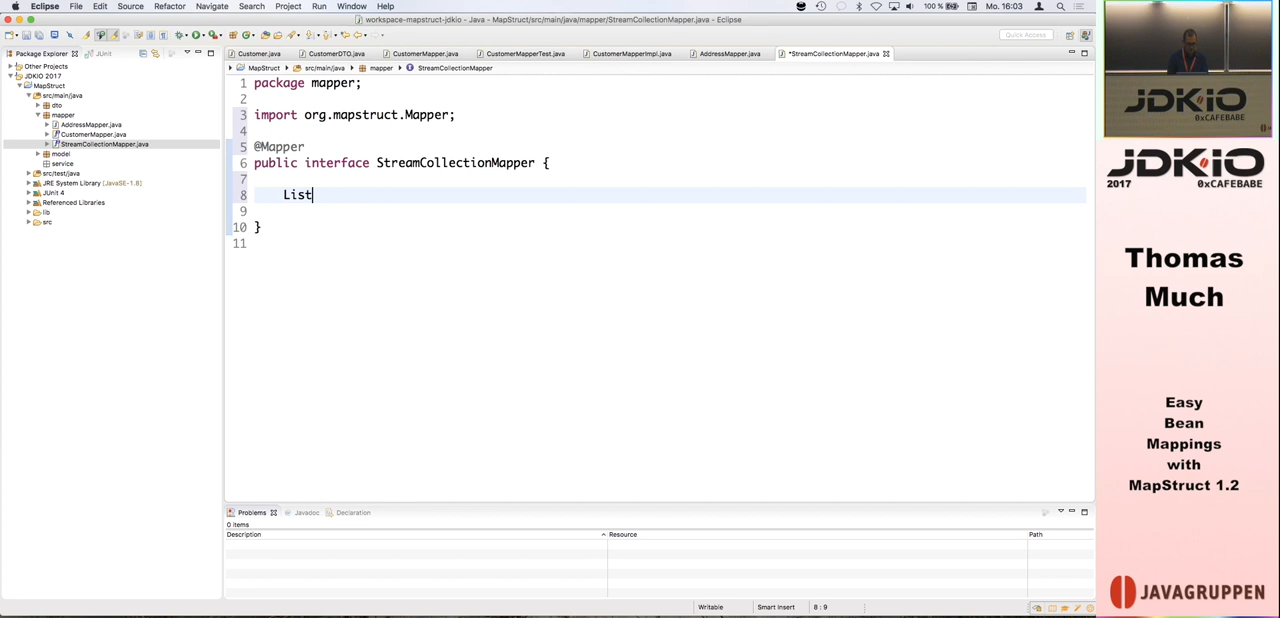 Eclipse File Edit Source Refactor Navigate Search Project Run Window Help 100 % Mo. 16:03
workspace-mapstruct-jdkio - Java - MapStruct/src/main/java/mapper/StreamCollectionMapper.java - Eclipse
Quick Access
Package Explorer JUnit
Other Projects
JDKIO 2017
MapStruct
src/main/java
dto
mapper
AddressMapper.java
CustomerMapper.java
StreamCollectionMapper.java
model
service
src/test/java
JRE System Library [JavaSE-1.8]
JUnit 4
Referenced Libraries
lib
src
Customer.java CustomerDTO.java CustomerMapper.java CustomerMapperTest.java CustomerMapperImpl.java AddressMapper.java *StreamCollectionMapper.java
MapStruct src/main/java mapper StreamCollectionMapper
1 package mapper;
2
3 import org.mapstruct.Mapper;
4
5 @Mapper
6 public interface StreamCollectionMapper {
7
8 List
9
10 }
11
Problems Javadoc Declaration
0 items
Description Resource Path
Writable Smart Insert 8 : 9
JDKIO
0xCAFEBABE
JDKIO
2017 0xCAFEBABE
Thomas
Much
Easy
Bean
Mappings
with
MapStruct 1.2
JAVAGRUPPEN